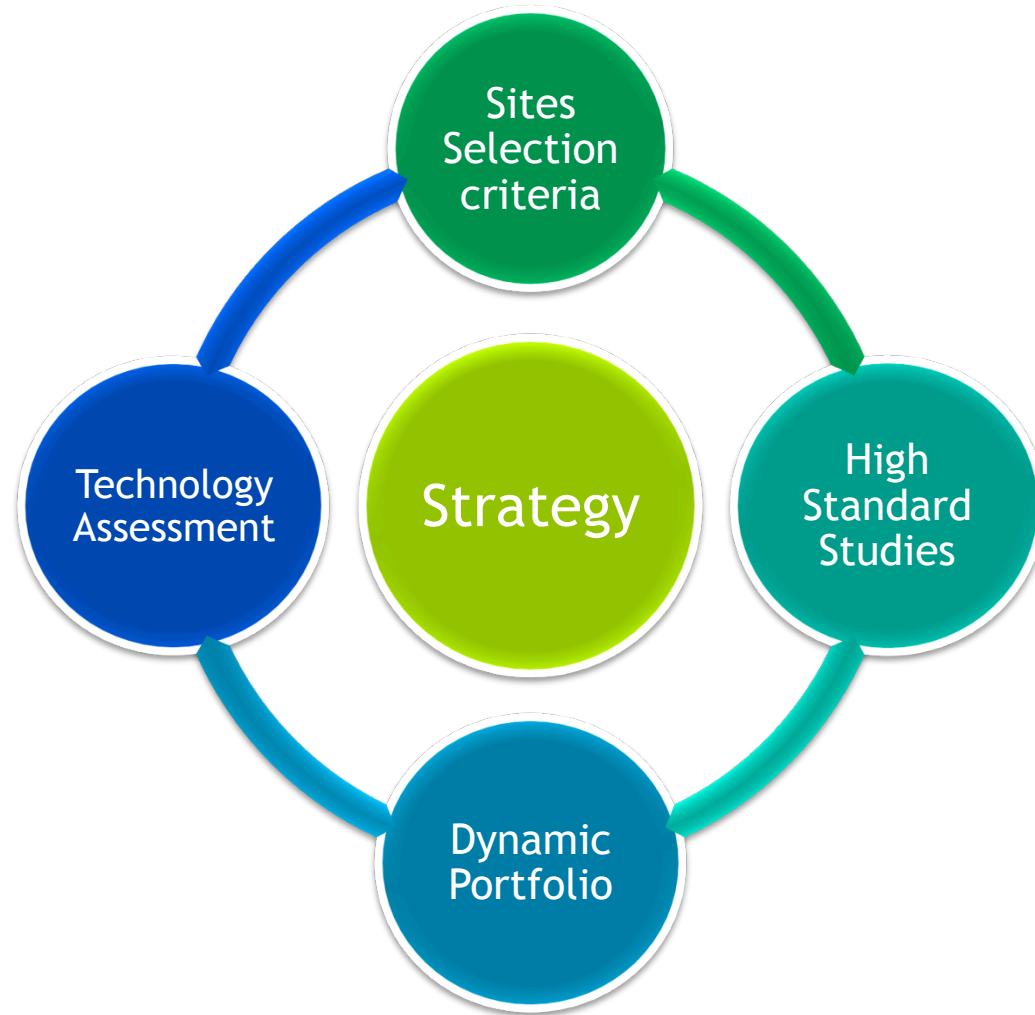 Sites
Selection
criteria
Technology
Assessment
Strategy
High
Standard
Studies
Dynamic
Portfolio